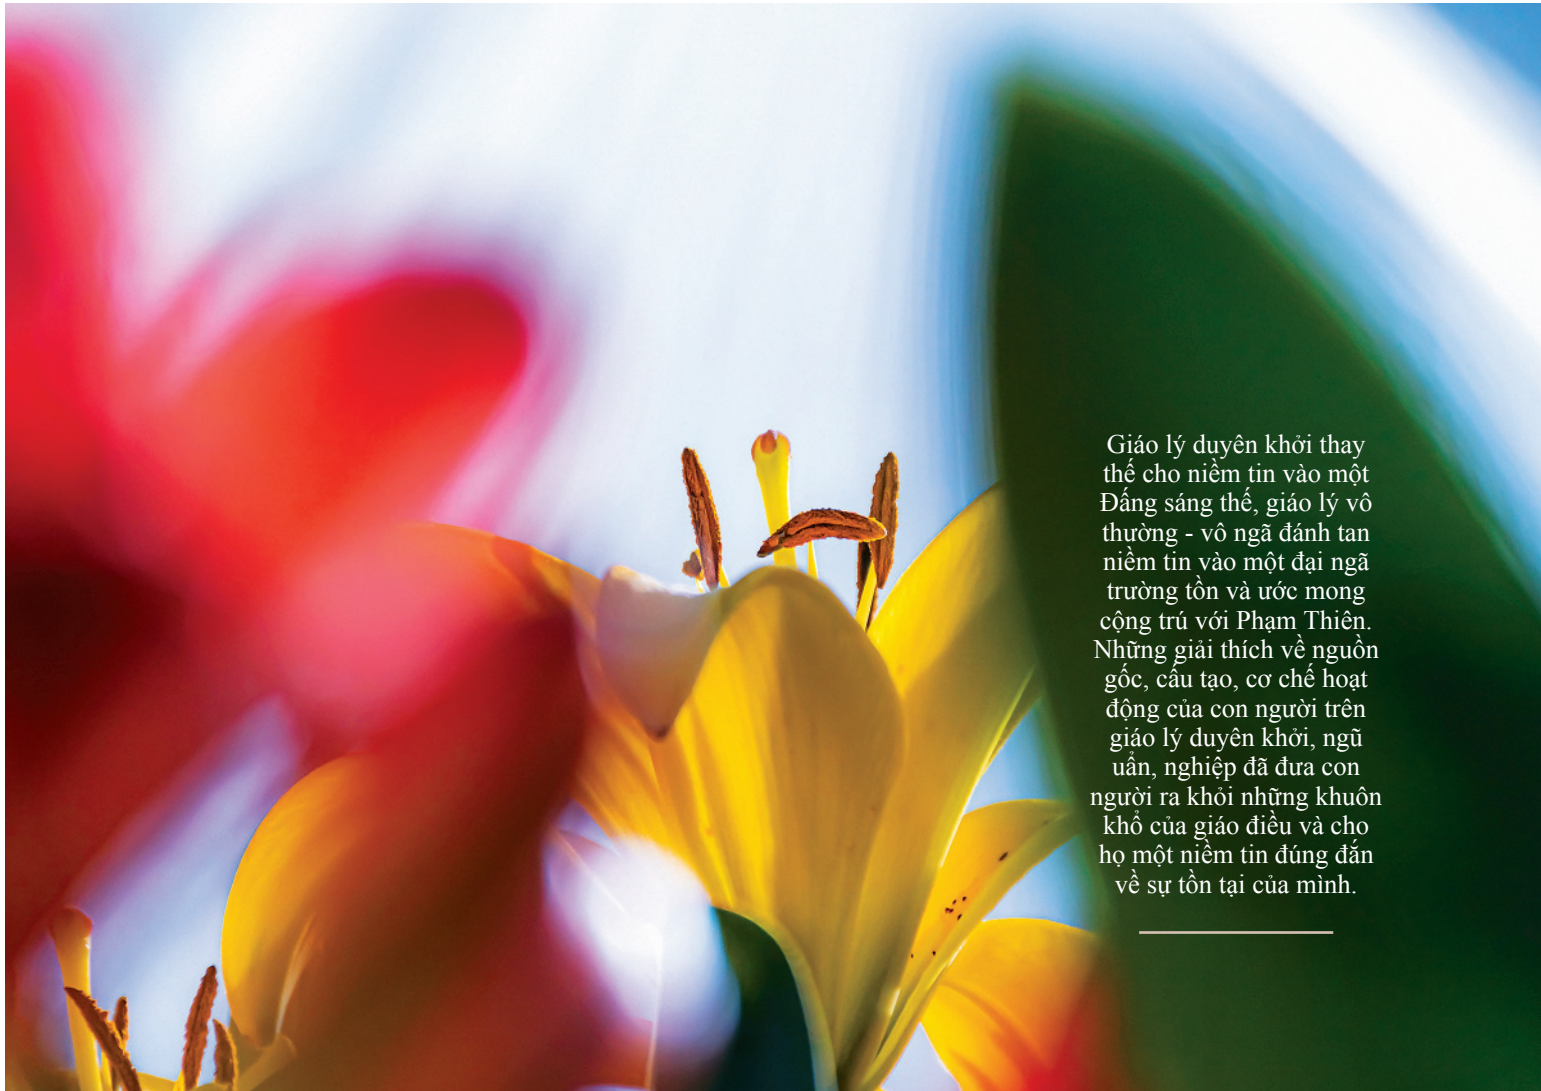 Giáo lý duyên khởi thay
thế cho niềm tin vào một
Đấng sáng thế, giáo lý vô
thường - vô ngã đánh tan
niềm tin vào một đại ngã
trường tồn và ước mong
cộng trú với Phạm Thiên.
Những giải thích về nguồn
gốc, cấu tạo, cơ chế hoạt
động của con người trên
giáo lý duyên khởi, ngũ
uẩn, nghiệp đã đưa con
người ra khỏi những khuôn
khổ của giáo điều và cho
họ một niềm tin đúng đắn
về sự tồn tại của mình.